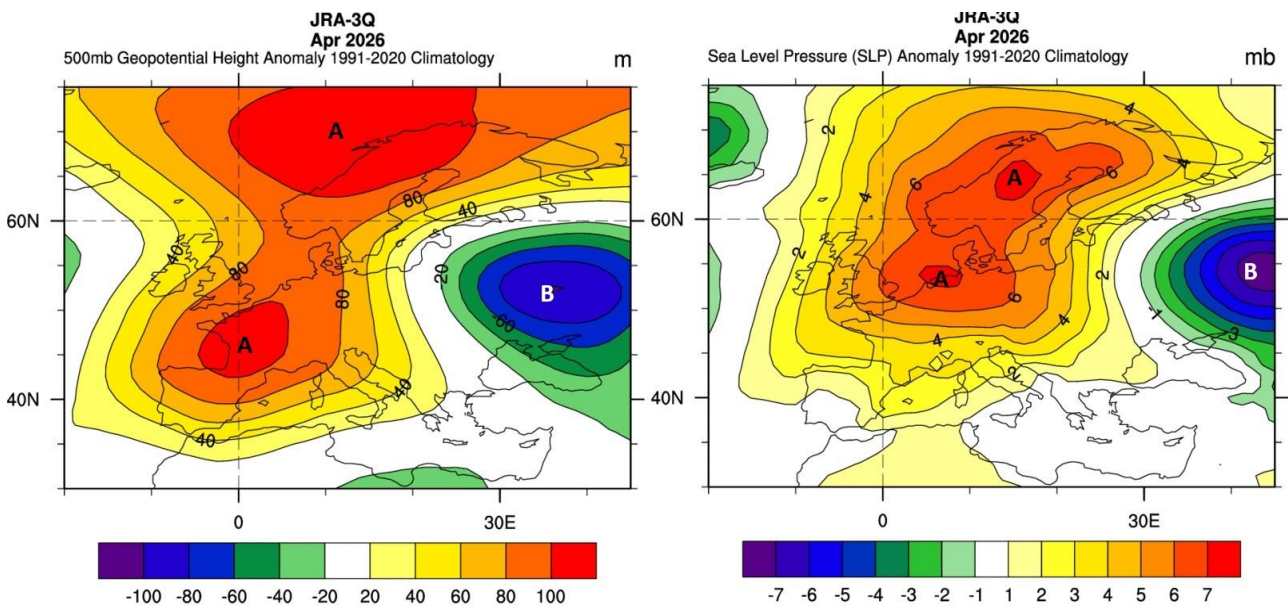 JRA-3Q
Apr 2026
500mb Geopotential Height Anomaly 1991-2020 Climatology m
A
80
40
60N
40
80
20
B
80
-60
A
40N
40
40
0 30E
-100 -80 -60 -40 -20 20 40 60 80 100
JRA-3Q
Apr 2026
Sea Level Pressure (SLP) Anomaly 1991-2020 Climatology mb
4
2
4
A
6
6
4
60N
2
2
B
A
6
4
1
3
4
2
40N
0 30E
-7 -6 -5 -4 -3 -2 -1 1 2 3 4 5 6 7